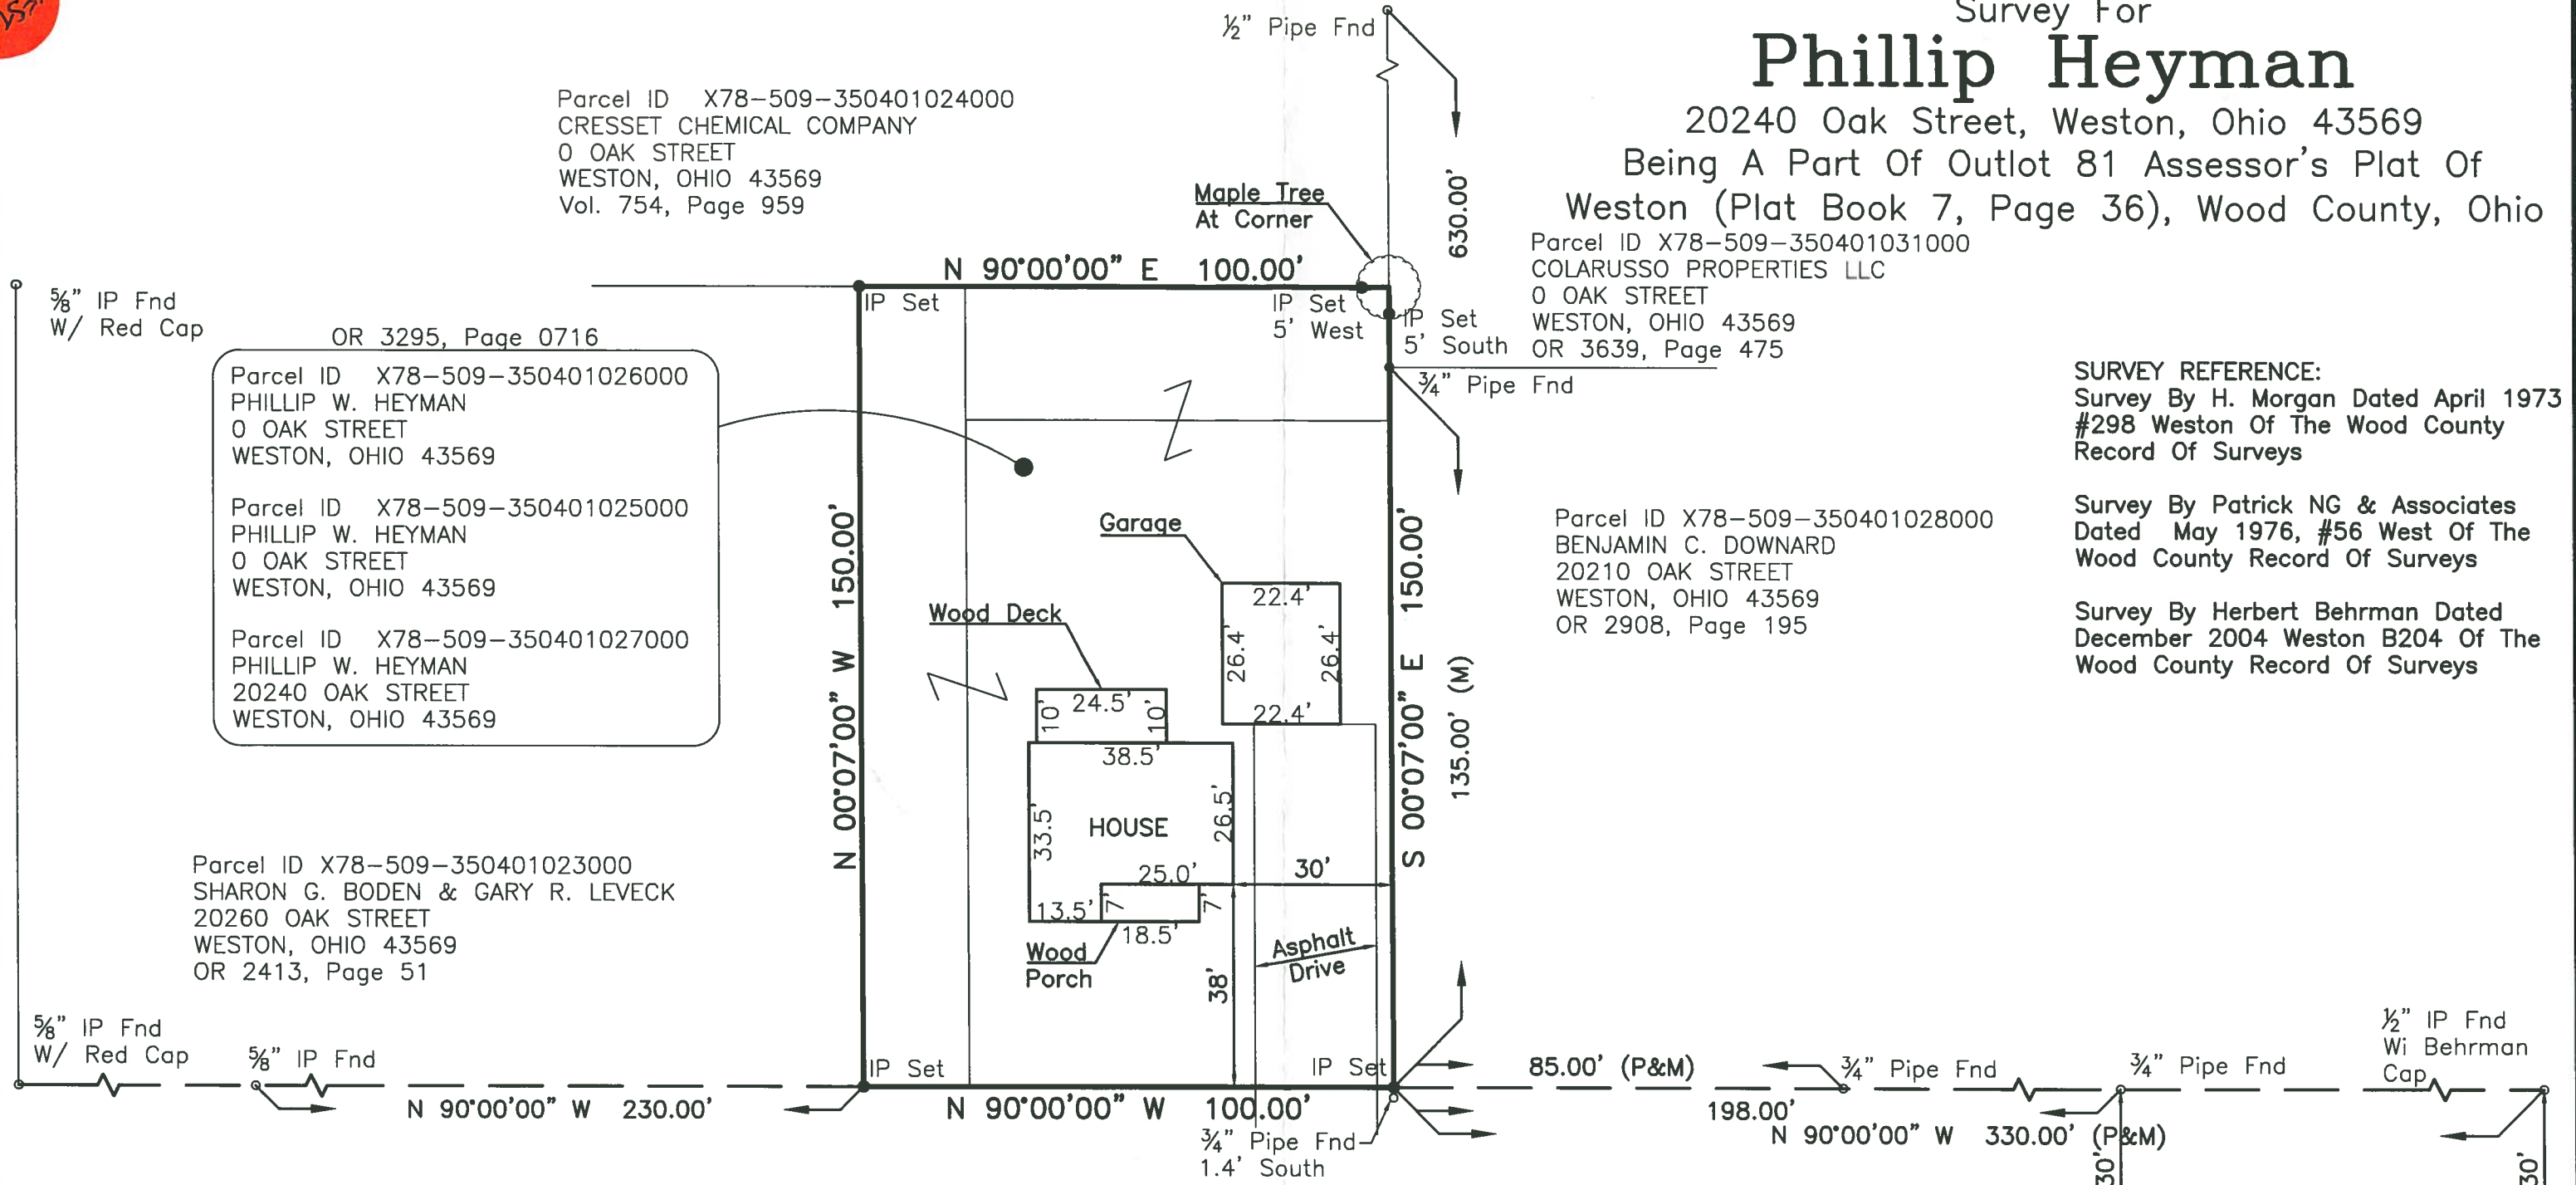 Survey For
Phillip Heyman
20240 Oak Street, Weston, Ohio 43569
Being A Part Of Outlot 81 Assessor's Plat Of
Weston (Plat Book 7, Page 36), Wood County, Ohio
½" Pipe Fnd
630.00'
Parcel ID X78-509-350401024000
CRESSET CHEMICAL COMPANY
0 OAK STREET
WESTON, OHIO 43569
Vol. 754, Page 959
Maple Tree
At Corner
Parcel ID X78-509-350401031000
COLARUSSO PROPERTIES LLC
0 OAK STREET
WESTON, OHIO 43569
OR 3639, Page 475
N 90°00'00" E 100.00'
IP Set
IP Set
5' West
IP Set
5' South
¾" Pipe Fnd
⅝" IP Fnd
W/ Red Cap
OR 3295, Page 0716
Parcel ID X78-509-350401026000
PHILLIP W. HEYMAN
0 OAK STREET
WESTON, OHIO 43569
Parcel ID X78-509-350401025000
PHILLIP W. HEYMAN
0 OAK STREET
WESTON, OHIO 43569
Parcel ID X78-509-350401027000
PHILLIP W. HEYMAN
20240 OAK STREET
WESTON, OHIO 43569
SURVEY REFERENCE:
Survey By H. Morgan Dated April 1973
#298 Weston Of The Wood County
Record Of Surveys
Survey By Patrick NG & Associates
Dated May 1976, #56 West Of The
Wood County Record Of Surveys
Survey By Herbert Behrman Dated
December 2004 Weston B204 Of The
Wood County Record Of Surveys
Parcel ID X78-509-350401028000
BENJAMIN C. DOWNARD
20210 OAK STREET
WESTON, OHIO 43569
OR 2908, Page 195
N 00°07'00" W 150.00'
S 00°07'00" E 150.00'
135.00' (M)
Garage
22.4'
26.4'
26.4'
22.4'
Wood Deck
24.5'
10'
10'
38.5'
33.5'
HOUSE
26.5'
25.0'
30'
13.5'
7'
7'
18.5'
Wood
Porch
38'
Asphalt
Drive
Parcel ID X78-509-350401023000
SHARON G. BODEN & GARY R. LEVECK
20260 OAK STREET
WESTON, OHIO 43569
OR 2413, Page 51
⅝" IP Fnd
W/ Red Cap
⅝" IP Fnd
IP Set
IP Set
85.00' (P&M)
¾" Pipe Fnd
¾" Pipe Fnd
½" IP Fnd
Wi Behrman
Cap
N 90°00'00" W 230.00'
N 90°00'00" W 100.00'
198.00'
N 90°00'00" W 330.00' (P&M)
¾" Pipe Fnd
1.4' South
30'
30'